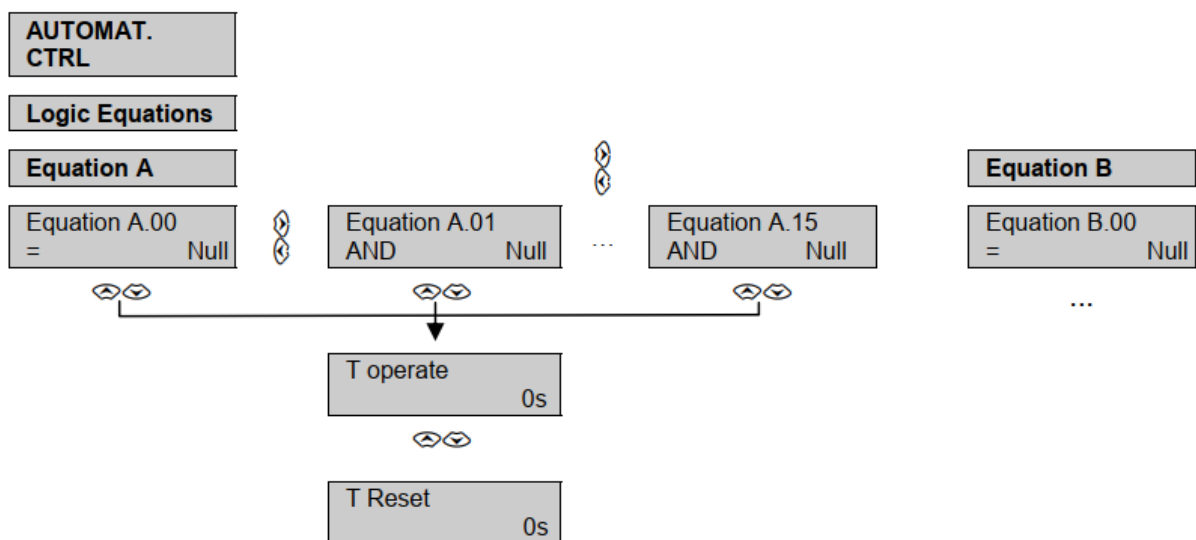 AUTOMAT.
CTRL
Logic Equations
Equation A
Equation B
Equation A.00
= Null
Equation A.01
AND Null
...
Equation A.15
AND Null
Equation B.00
= Null
...
T operate
0s
T Reset
0s